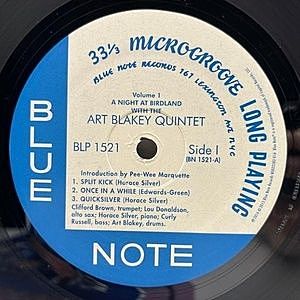 33⅓ MICROGROOVE LONG PLAYING
BLUE NOTE RECORDS 767 LEXINGTON AVE NYC
Volume 1
A NIGHT AT BIRDLAND
WITH THE
ART BLAKEY QUINTET
BLP 1521
Side I
(BN 1521-A)
Introduction by Pee-Wee Marquette
1. SPLIT KICK (Horace Silver)
2. ONCE IN A WHILE (Edwards-Green)
3. QUICKSILVER (Horace Silver)
Clifford Brown, trumpet; Lou Donaldson,
alto sax; Horace Silver, piano; Curly
Russell, bass; Art Blakey, drums.
BLUE
NOTE